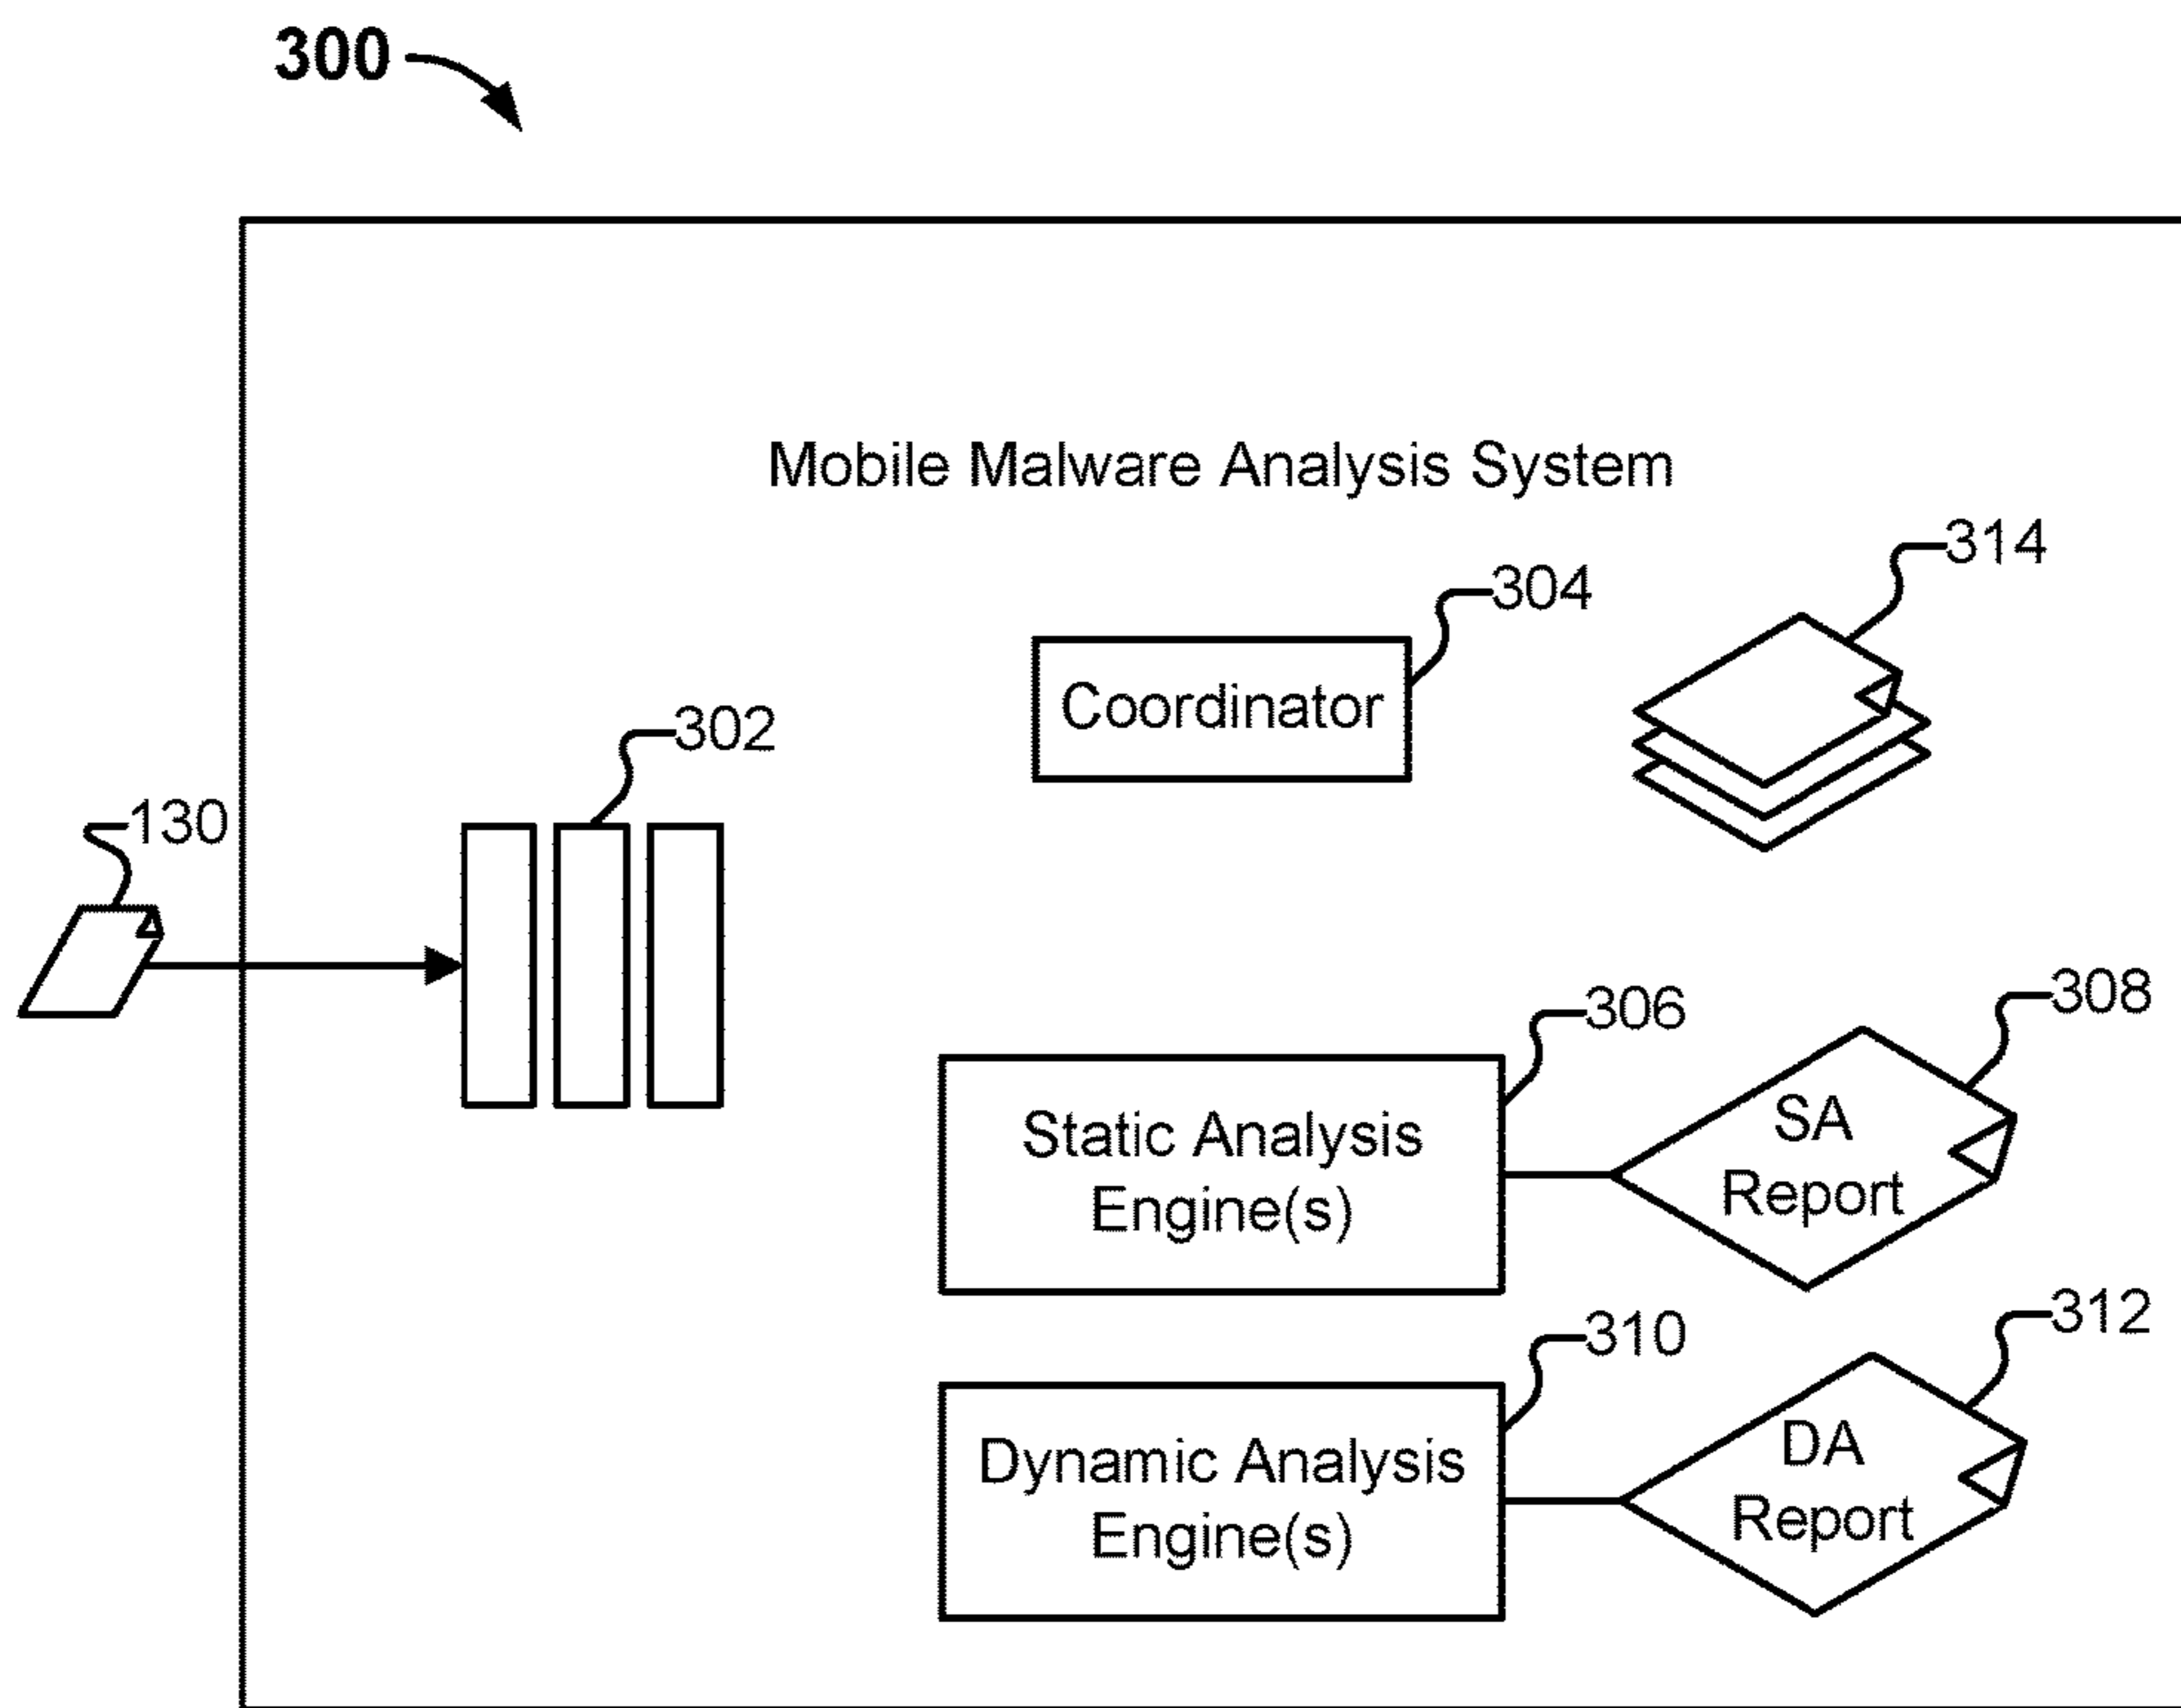 300
Mobile Malware Analysis System
314
304
Coordinator
302
130
306
308
Static Analysis
Engine(s)
SA
Report
310
312
Dynamic Analysis
Engine(s)
DA
Report